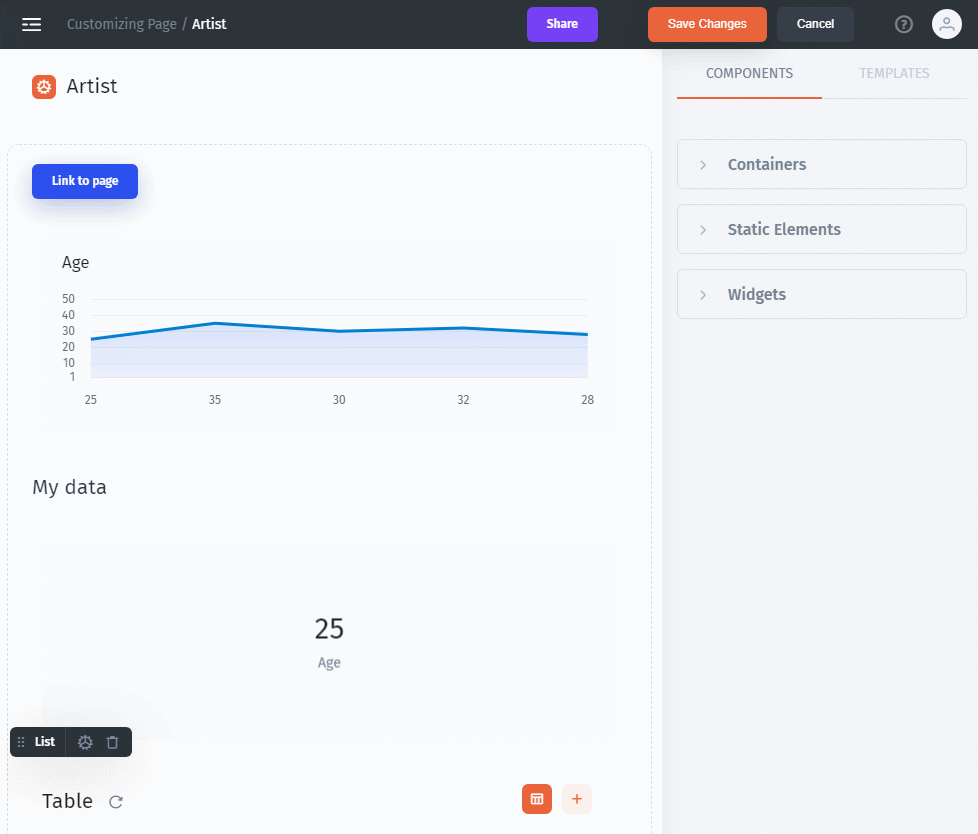 Customizing Page / Artist
Share
Save Changes
Cancel
?
Artist
COMPONENTS
TEMPLATES
Containers
Static Elements
Widgets
Link to page
Age
50
40
30
20
10
1
25 35 30 32 28
My data
25
Age
List
Table
+